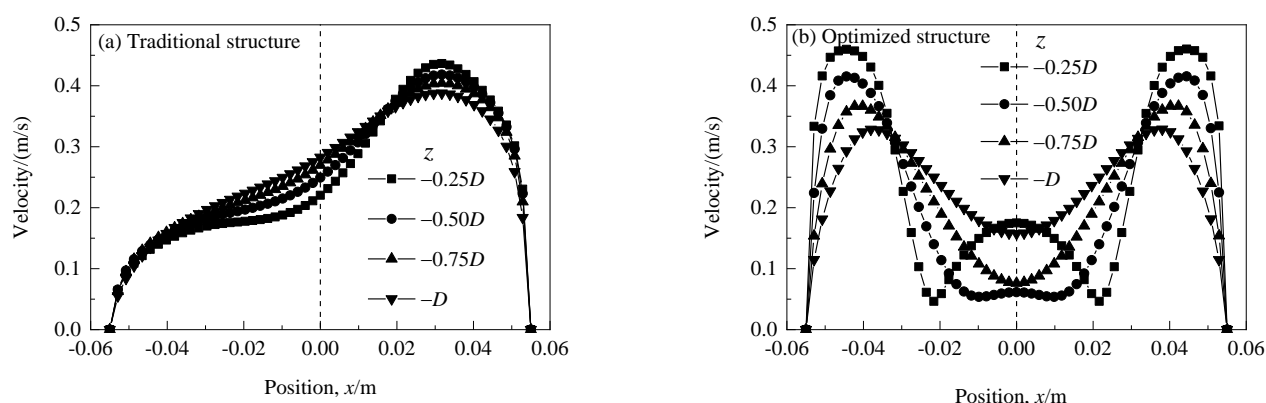 (a) Traditional structure
Velocity/(m/s)
0.5
0.4
0.3
0.2
0.1
0.0
z
−0.25D
−0.50D
−0.75D
−D
-0.06 -0.04 -0.02 0.00 0.02 0.04 0.06
Position, x/m
(b) Optimized structure
Velocity/(m/s)
0.5
0.4
0.3
0.2
0.1
0.0
z
−0.25D
−0.50D
−0.75D
−D
-0.06 -0.04 -0.02 0.00 0.02 0.04 0.06
Position, x/m